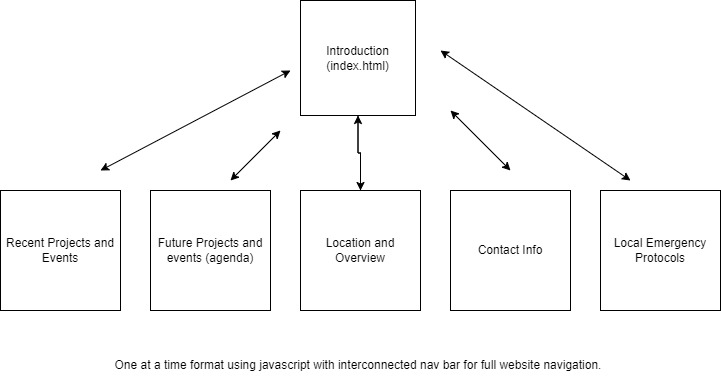 Introduction
(index.html)
Recent Projects and
Events
Future Projects and
events (agenda)
Location and
Overview
Contact Info
Local Emergency
Protocols
One at a time format using javascript with interconnected nav bar for full website navigation.